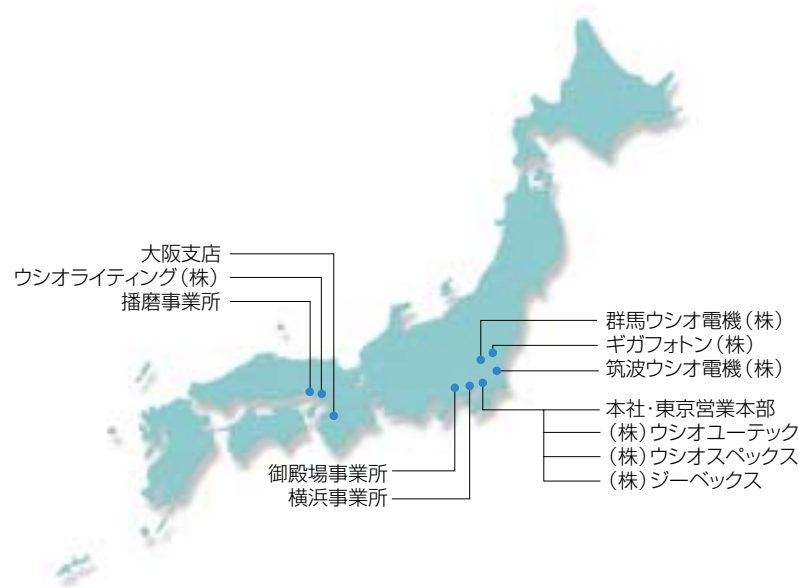 大阪支店
ウシオライティング(株)
播磨事業所
群馬ウシオ電機(株)
ギガフォトン(株)
筑波ウシオ電機(株)
本社・東京営業本部
(株)ウシオユーテック
(株)ウシオスペックス
(株)ジーベックス
御殿場事業所
横浜事業所